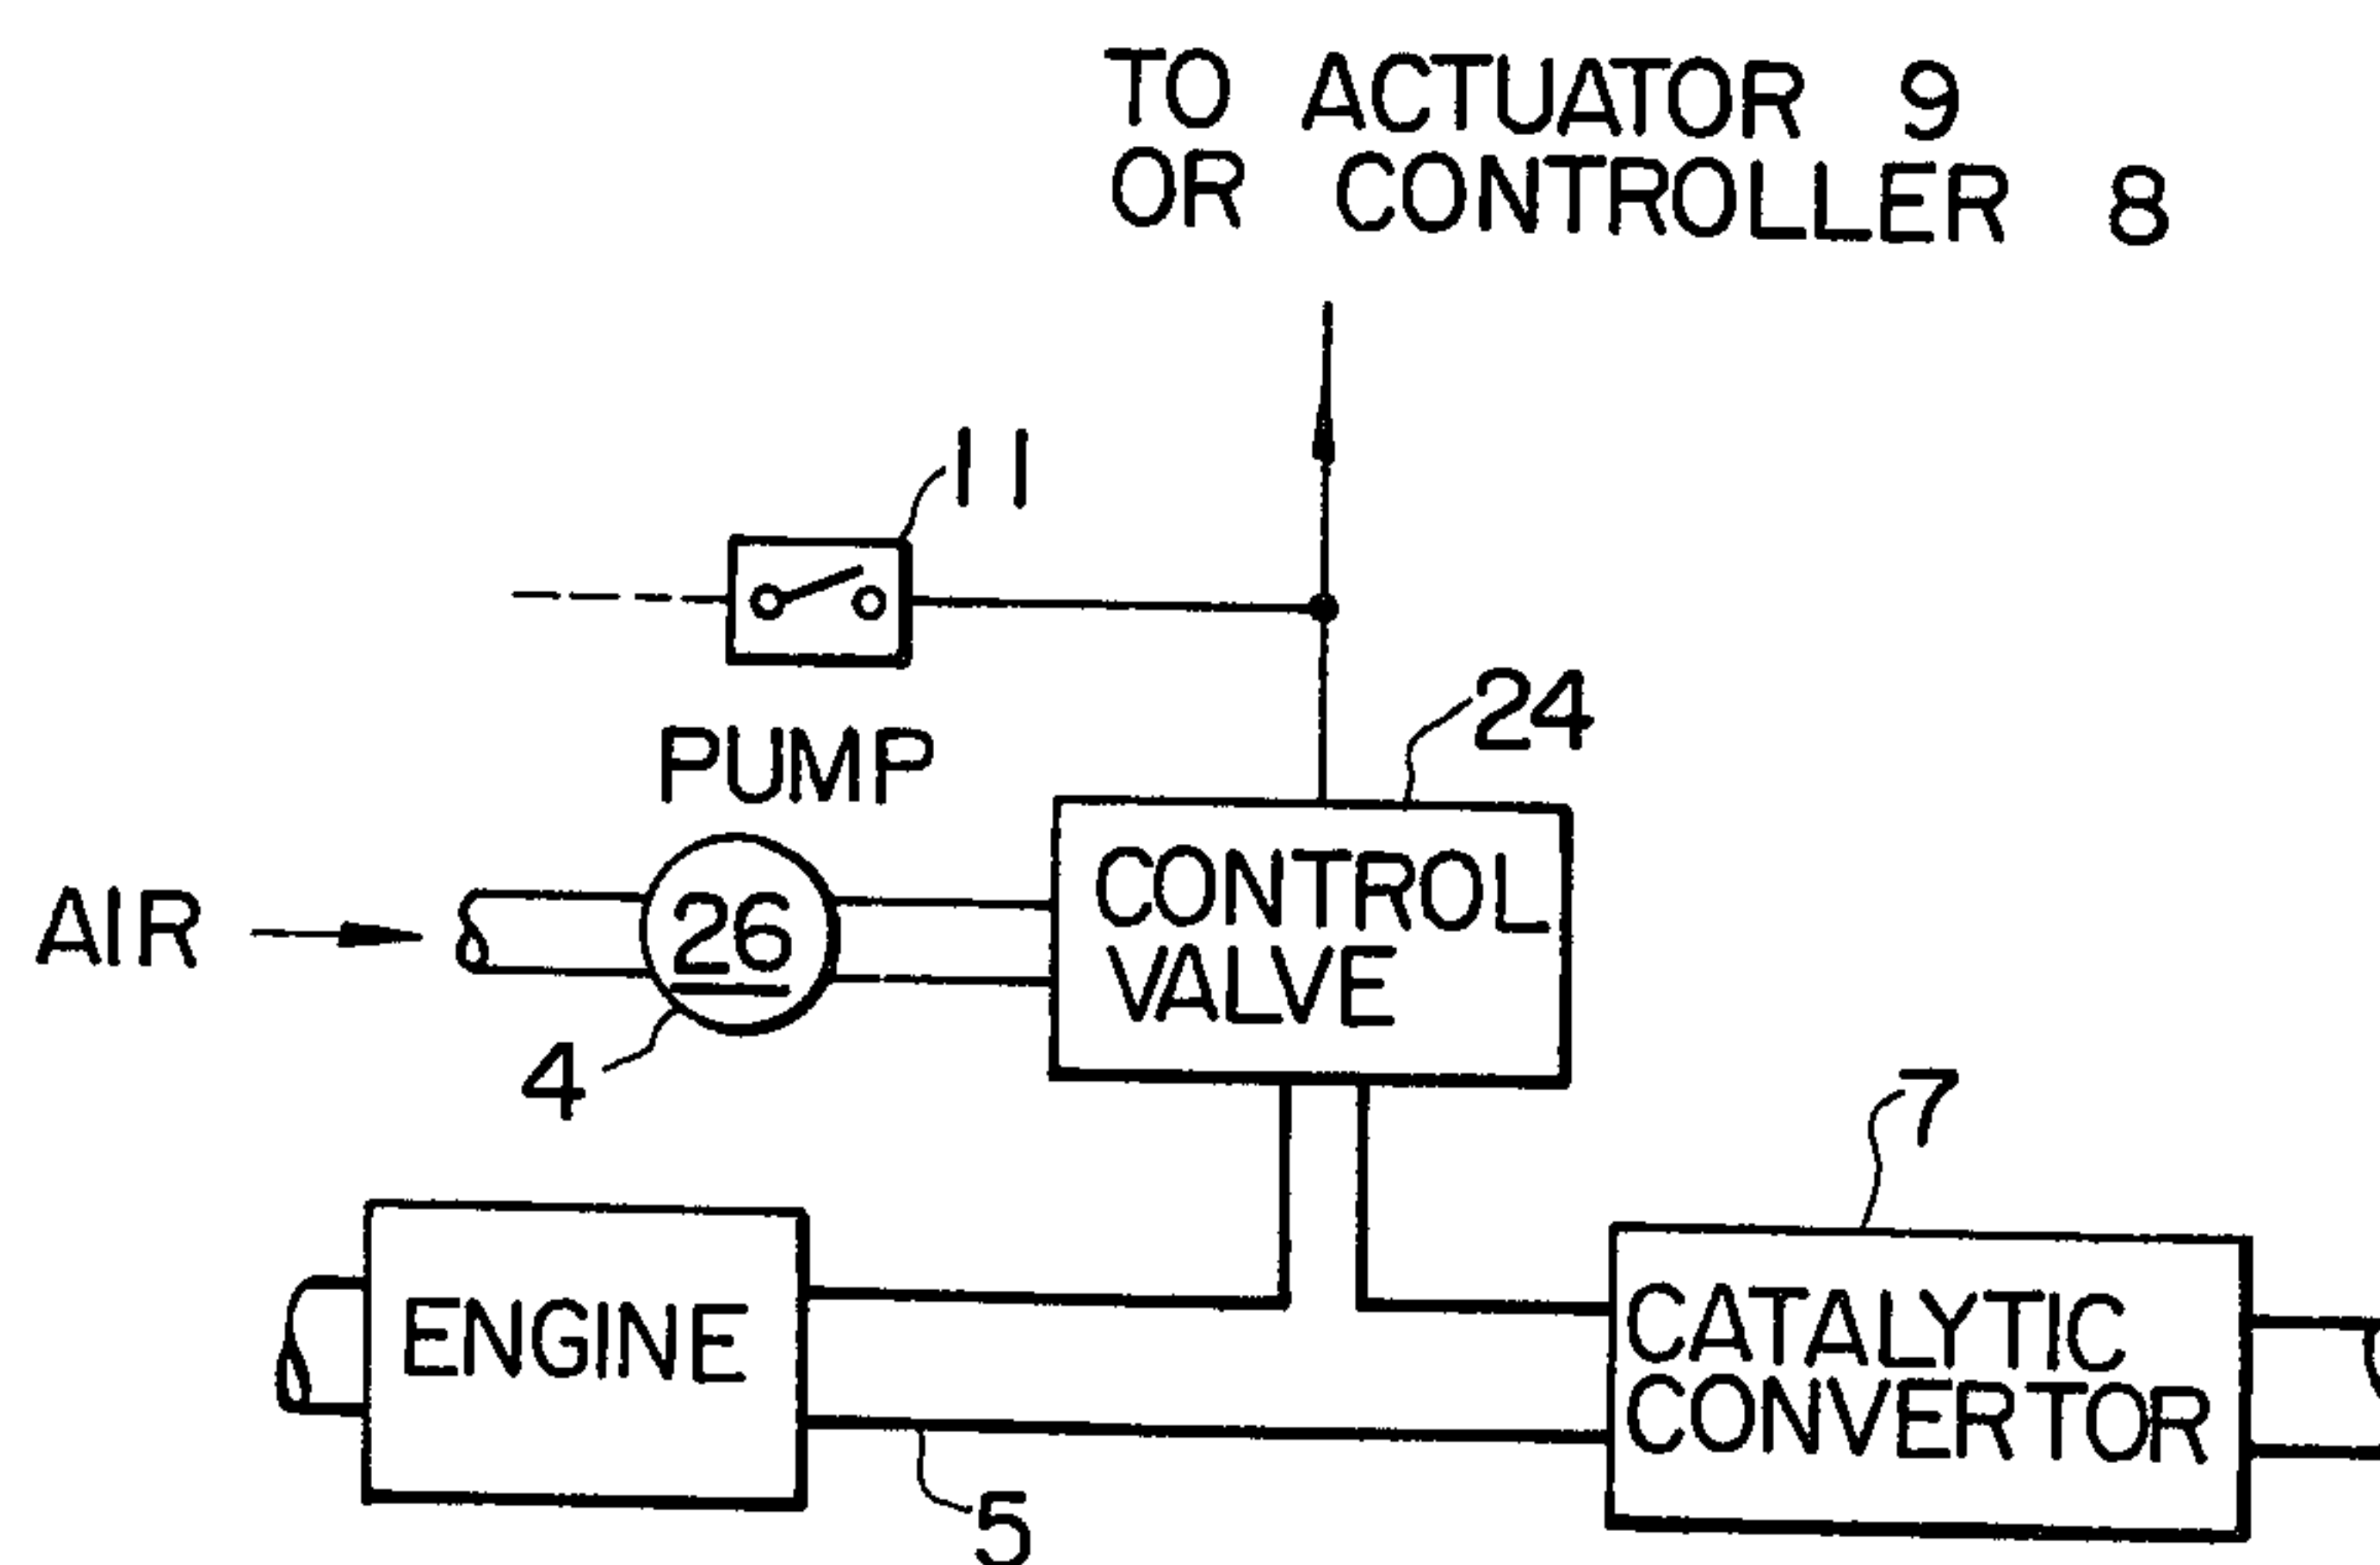 TO ACTUATOR 9
OR CONTROLLER 8
11
24
PUMP
AIR
26
CONTROL
VALVE
4
7
ENGINE
CATALYTIC
CONVERTOR
5